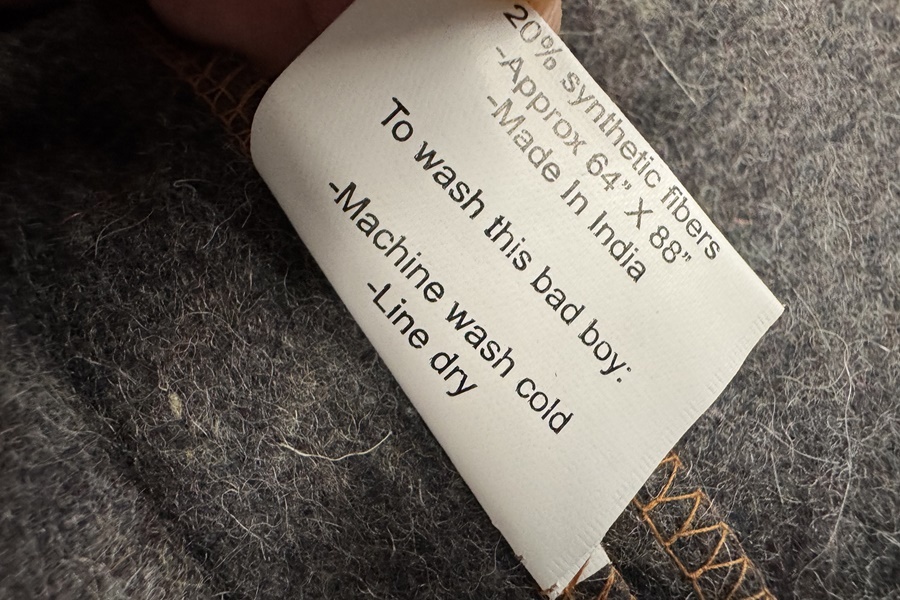 20% synthetic fibers
-Approx 64” X 88”
-Made In India
To wash this bad boy:
-Machine wash cold
-Line dry